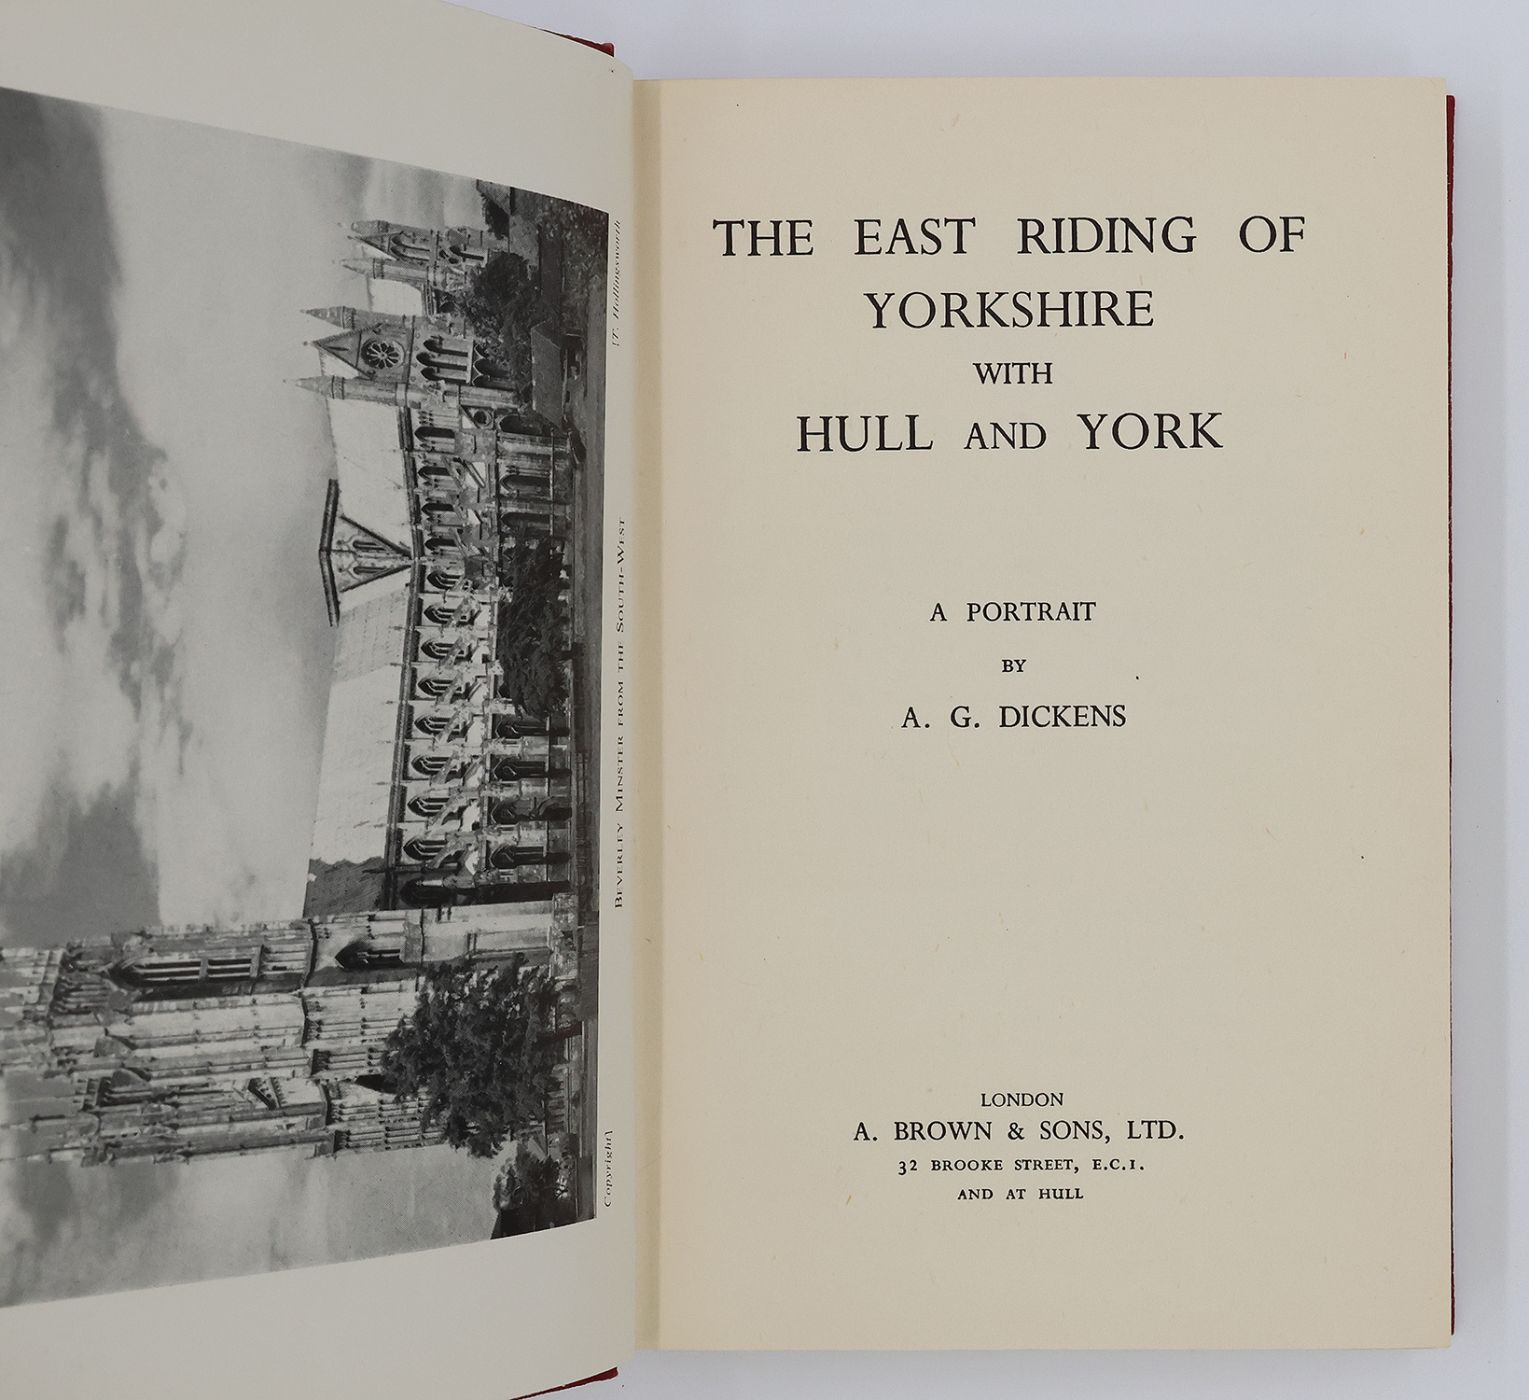 Copyright]
BEVERLEY MINSTER FROM THE SOUTH-WEST
[T. Hollingsworth
THE EAST RIDING OF
YORKSHIRE
WITH
HULL AND YORK
A PORTRAIT
BY
A. G. DICKENS
LONDON
A. BROWN & SONS, LTD.
32 BROOKE STREET, E.C.1.
AND AT HULL